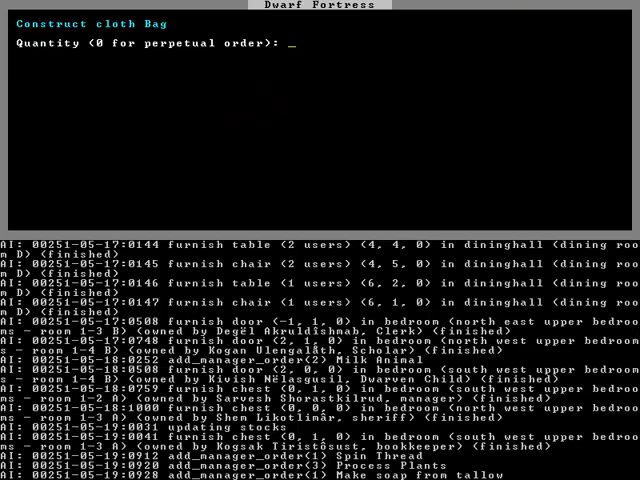 Dwarf Fortress
Construct cloth Bag
Quantity (0 for perpetual order): _
AI: 00251-05-17:0144 furnish table (2 users) (4, 4, 0) in dininghall (dining roo
m D) (finished)
AI: 00251-05-17:0145 furnish chair (2 users) (4, 5, 0) in dininghall (dining roo
m D) (finished)
AI: 00251-05-17:0146 furnish table (1 users) (6, 2, 0) in dininghall (dining roo
m D) (finished)
AI: 00251-05-17:0147 furnish chair (1 users) (6, 1, 0) in dininghall (dining roo
m D) (finished)
AI: 00251-05-17:0508 furnish door (-1, 1, 0) in bedroom (north east upper bedroo
ms - room 1-3 B) (owned by Degël Akruldîshmab, Clerk) (finished)
AI: 00251-05-17:0748 furnish door (2, 1, 0) in bedroom (north west upper bedroom
s - room 1-4 B) (owned by Kogan Ulengalâth, Scholar) (finished)
AI: 00251-05-18:0252 add_manager_order(2) Milk Animal
AI: 00251-05-18:0508 furnish door (2, 0, 0) in bedroom (south west upper bedroom
s - room 1-4 B) (owned by Kivish Nëlasgusil, Dwarven Child) (finished)
AI: 00251-05-18:0759 furnish chest (0, 1, 0) in bedroom (south west upper bedroo
ms - room 1-2 A) (owned by Sarvesh Shorastkilrud, manager) (finished)
AI: 00251-05-18:1000 furnish chest (0, 0, 0) in bedroom (north west upper bedroo
ms - room 1-3 A) (owned by Shem Likotlimâr, sheriff) (finished)
AI: 00251-05-19:0031 updating stocks
AI: 00251-05-19:0041 furnish chest (0, 1, 0) in bedroom (south west upper bedroo
ms - room 1-3 A) (owned by Kogsak Tiristôsust, bookkeeper) (finished)
AI: 00251-05-19:0912 add_manager_order(1) Spin Thread
AI: 00251-05-19:0920 add_manager_order(3) Process Plants
AI: 00251-05-19:0928 add_manager_order(1) Make soap from tallow